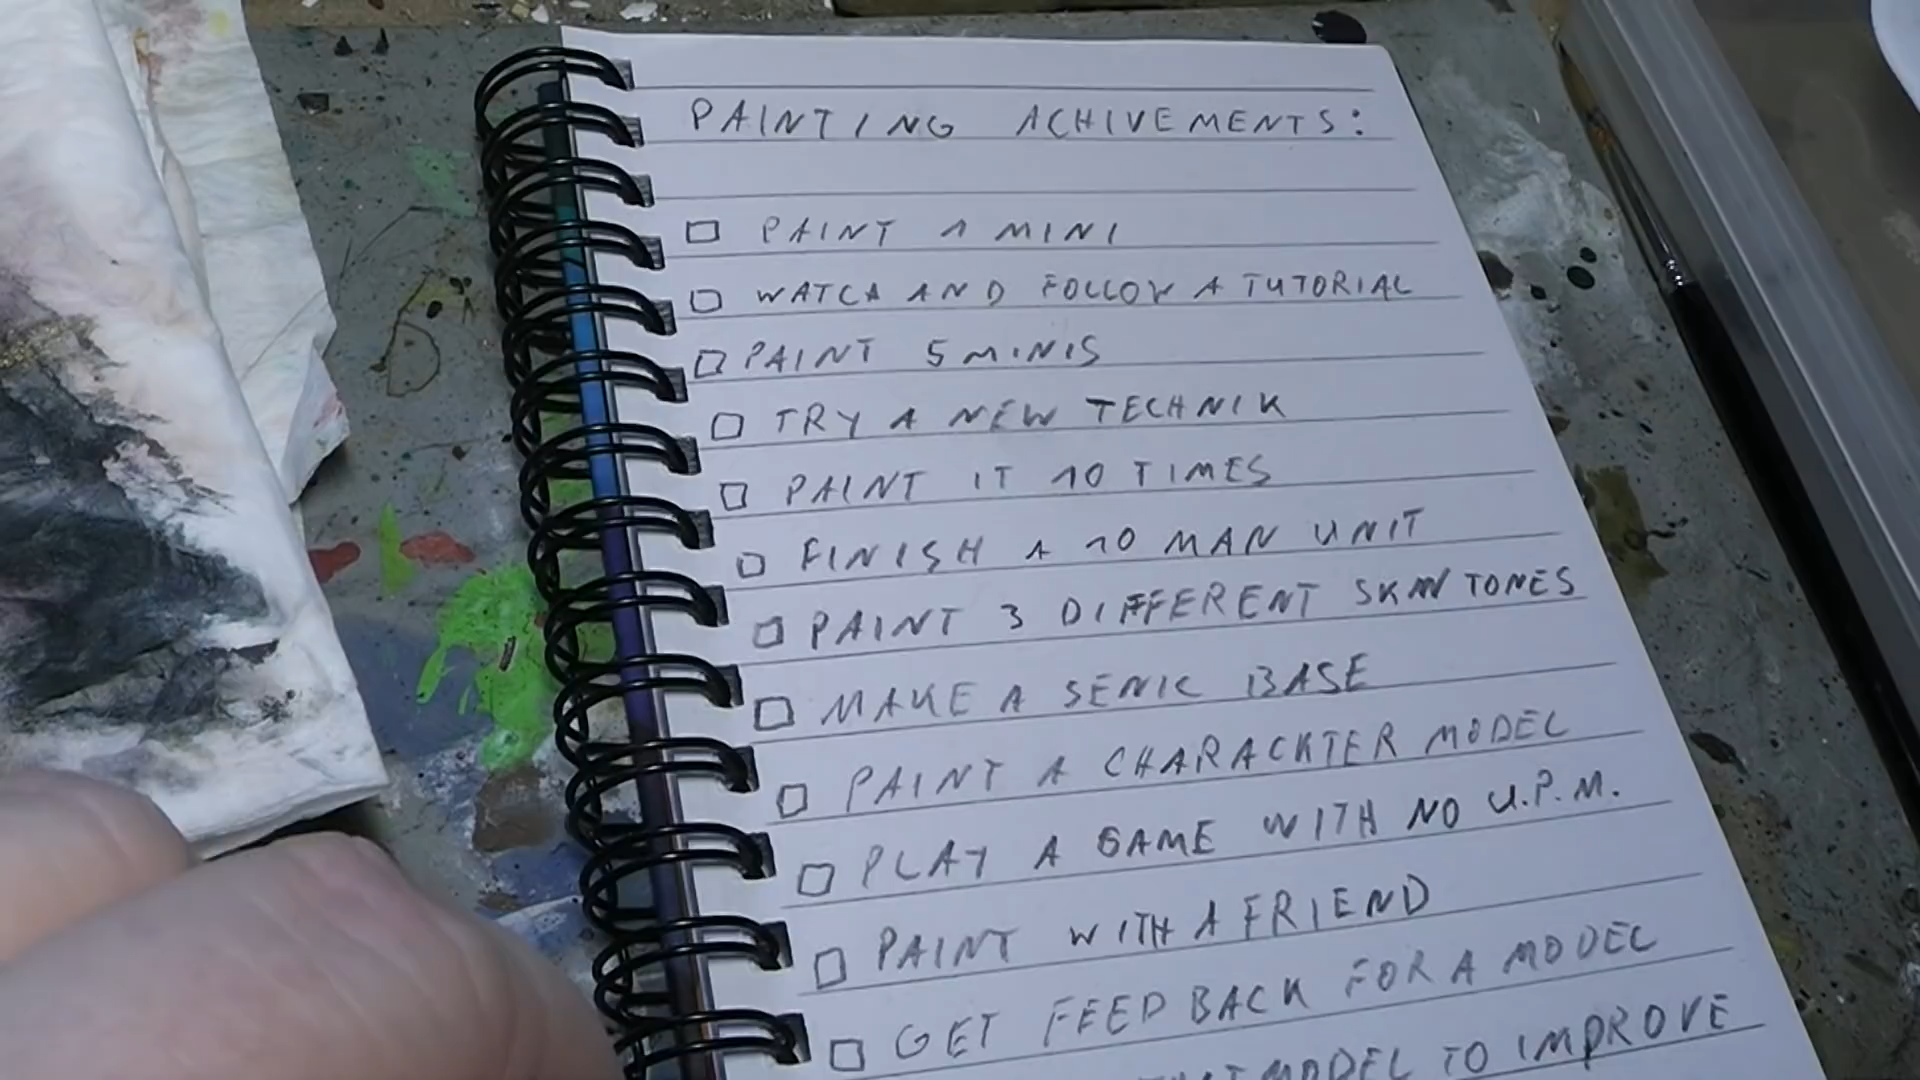 PAINTING ACHIVEMENTS:
PAINT 1 MINI
WATCH AND FOLLOW A TUTORIAL
PAINT 5 MINIS
TRY A NEW TECHNIK
PAINT IT 10 TIMES
FINISH A 10 MAN UNIT
PAINT 3 DIFFERENT SKIN TONES
MAKE A SENIC BASE
PAINT A CHARACKTER MODEL
PLAY A GAME WITH NO U.P.M.
PAINT WITH A FRIEND
GET FEEDBACK FOR A MODEL
MODEL TO IMPROVE